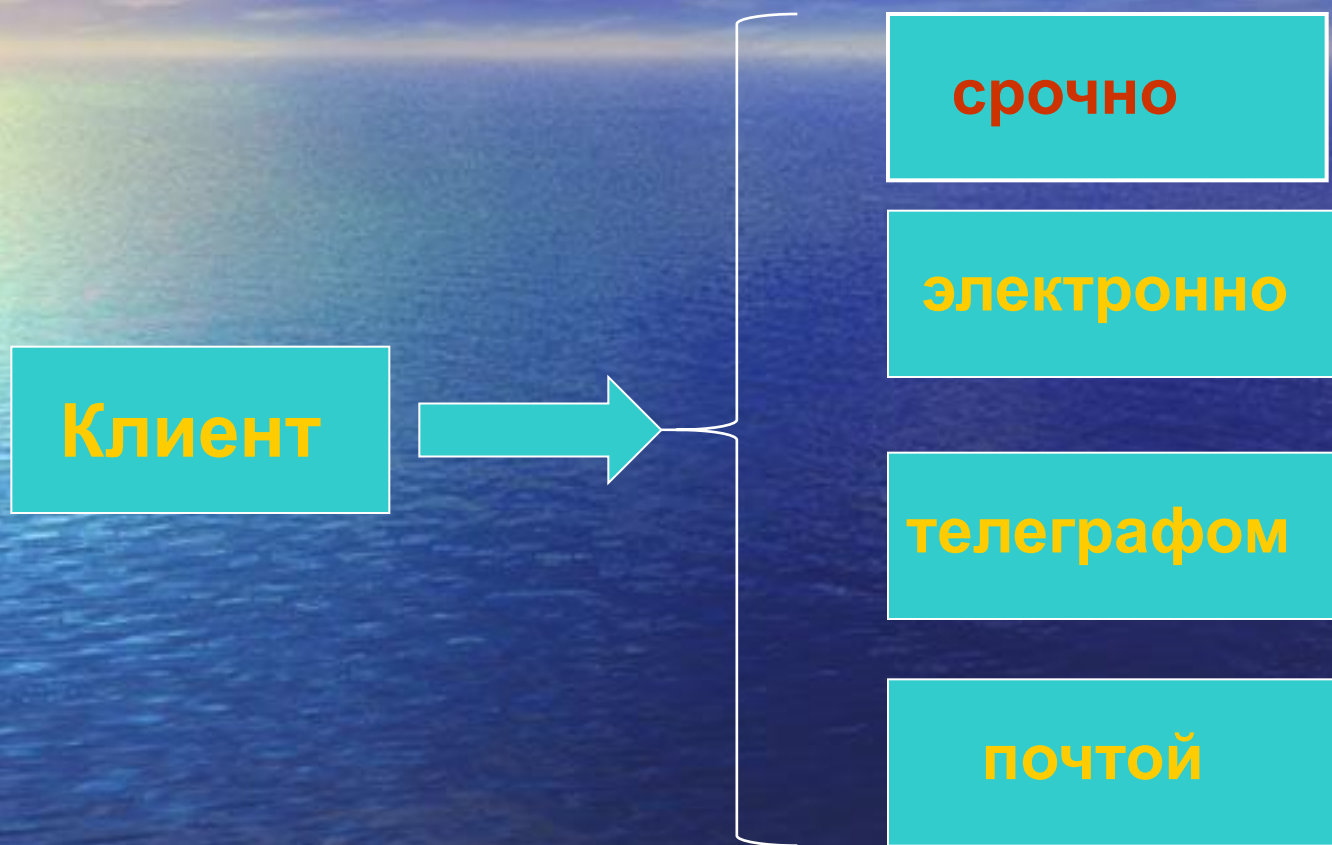 срочно
электронно
Клиент
телеграфом
почтой